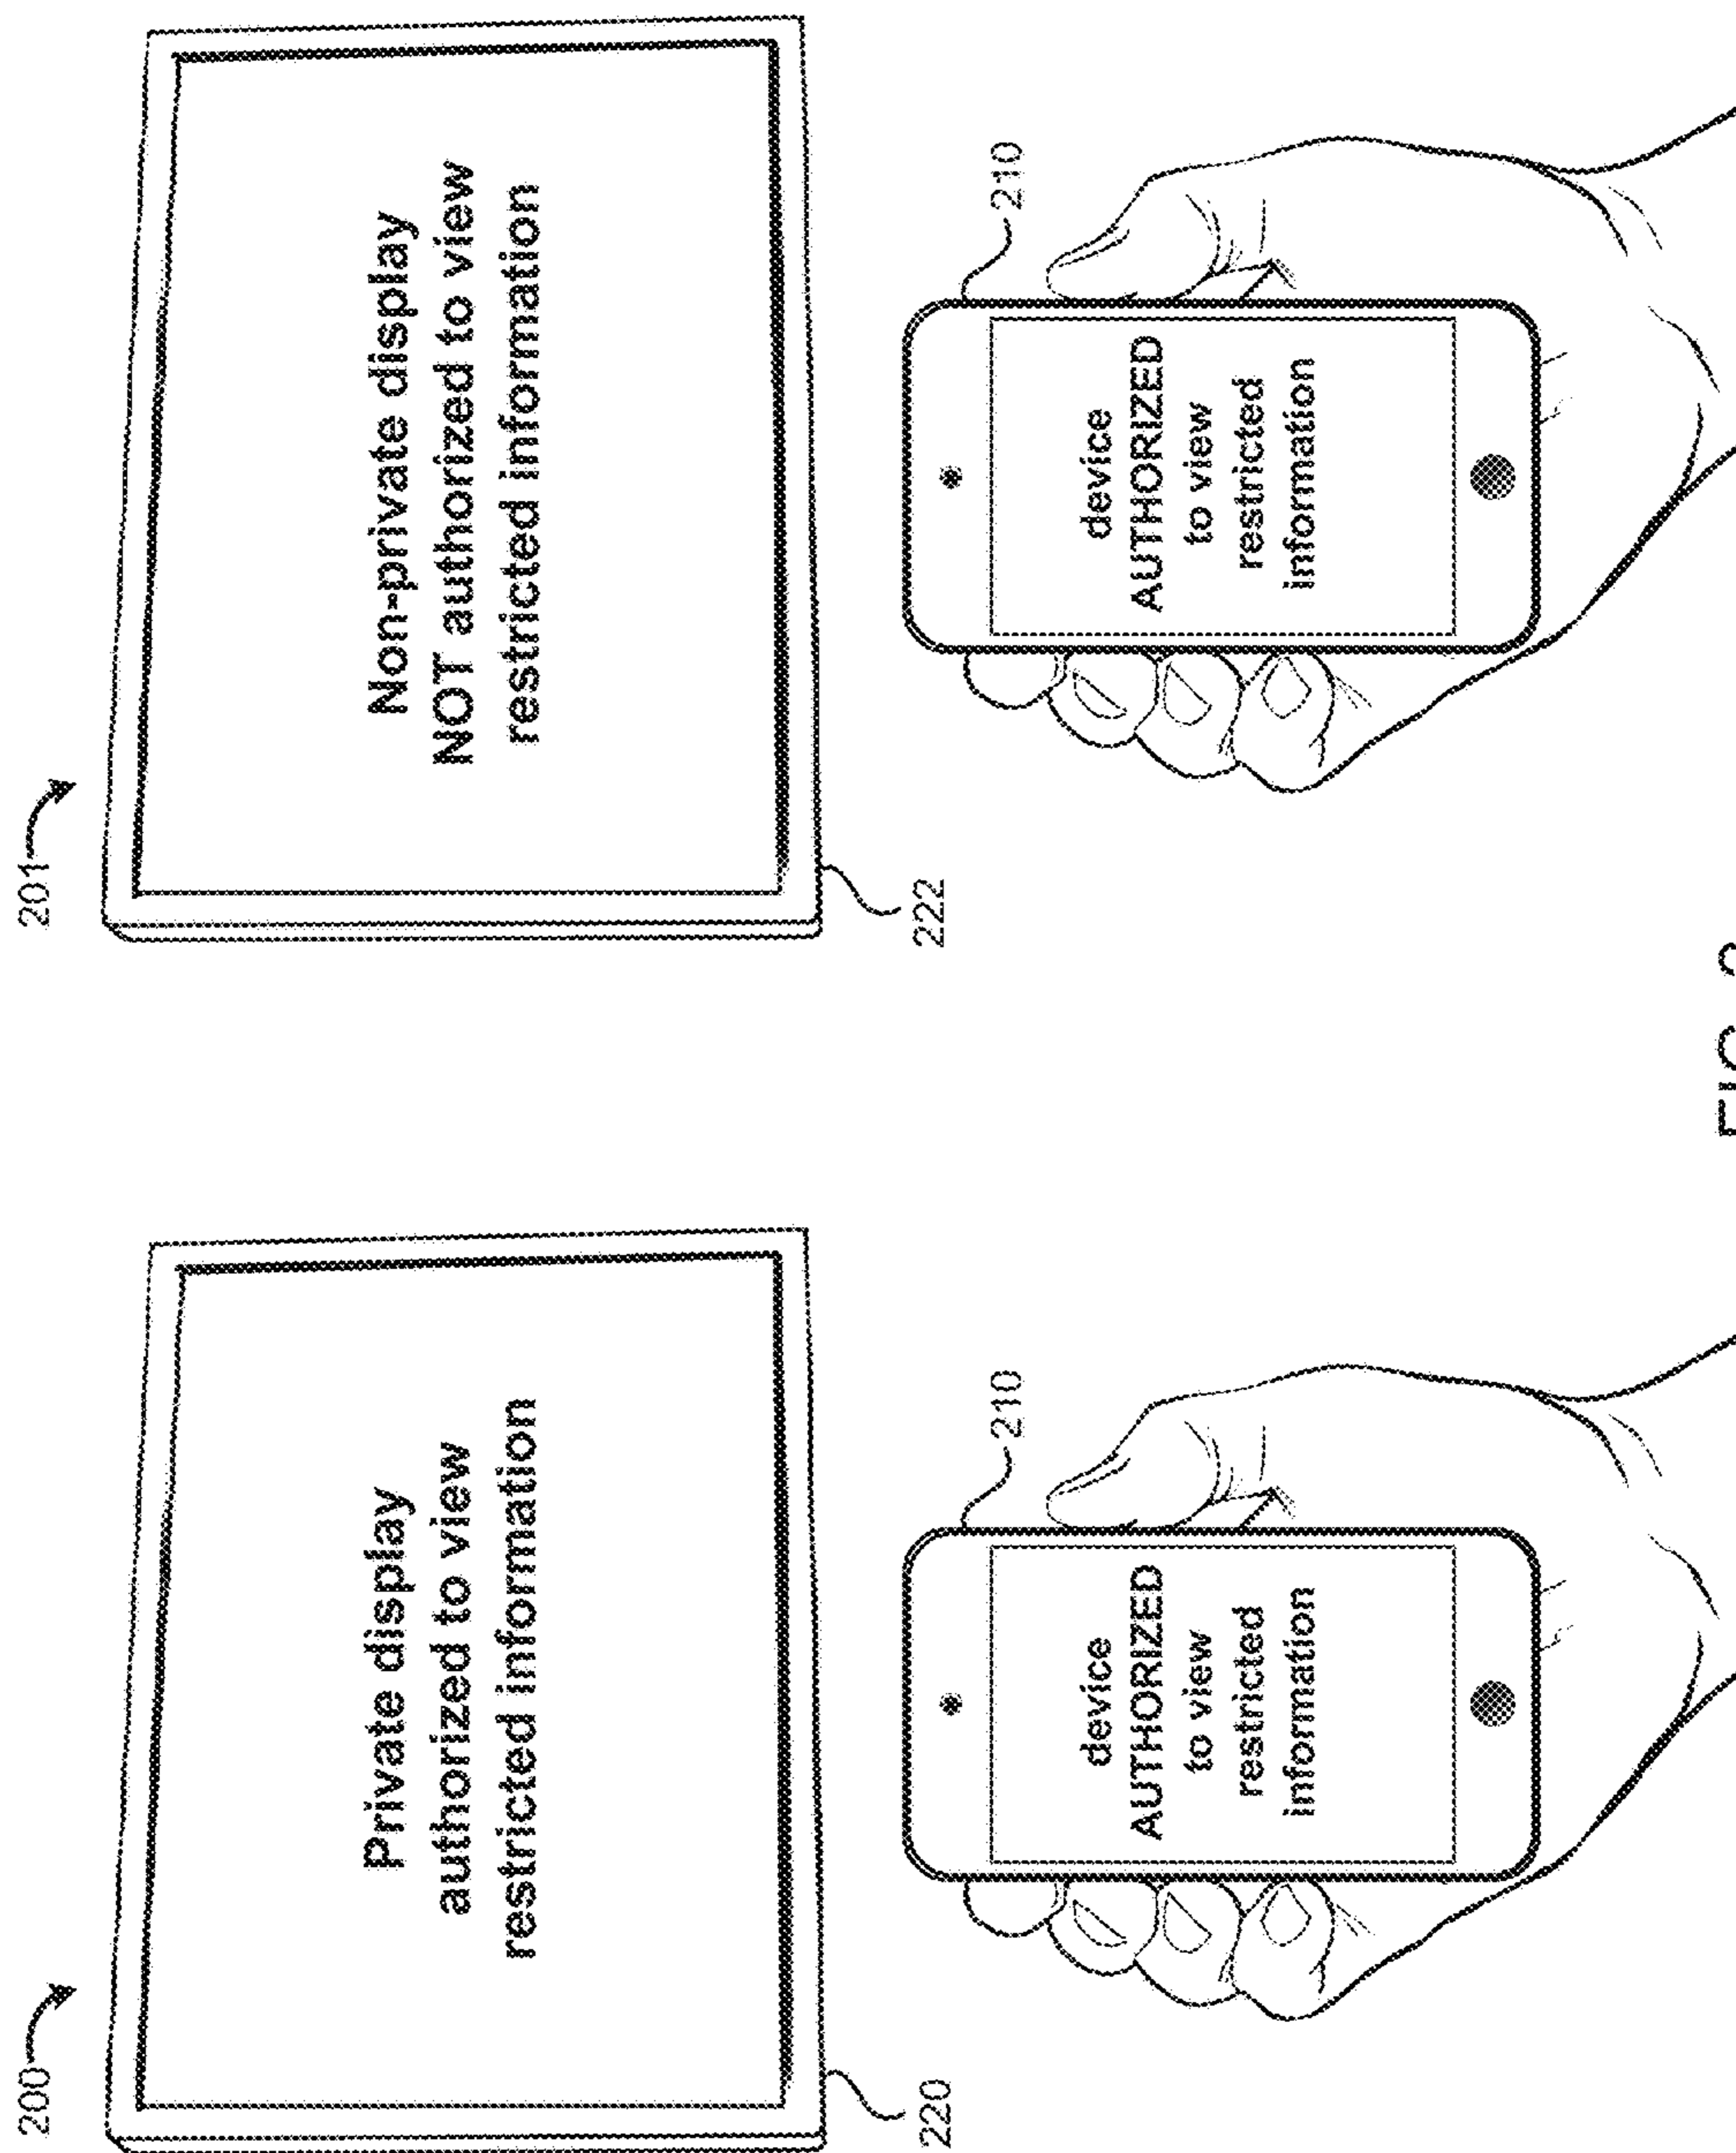 200
Private display
authorized to view
restricted information
220
210
device
AUTHORIZED
to view
restricted
information
201
Non-private display
NOT authorized to view
restricted information
222
210
device
AUTHORIZED
to view
restricted
information
FIG.